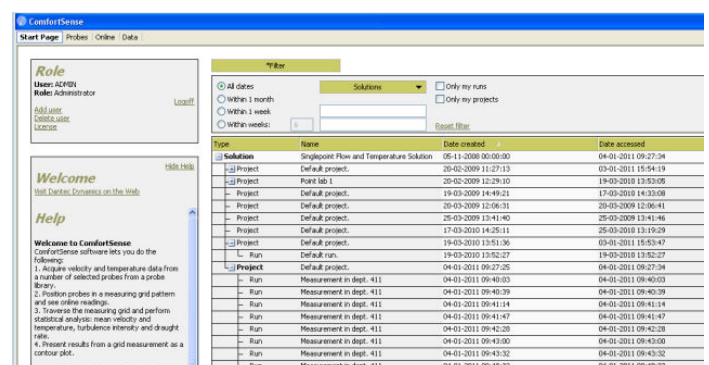 ComfortSense
Start Page Probes Online Data
Role
User: ADMIN
Role: Administrator
Logoff
Add user
Delete user
License
Hide Help
Welcome
Visit Dantec Dynamics on the Web
Help
Welcome to ComfortSense
ComfortSense software lets you do the
following:
1. Acquire velocity and temperature data from
a number of selected probes from a probe
library.
2. Position probes in a measuring grid pattern
and see online readings.
3. Traverse the measuring grid and perform
statistical analysis: mean velocity and
temperature, turbulence intensity and draught
rate.
4. Present results from a grid measurement as a
contour plot.
*Filter
All dates Solutions Only my runs
Within 1 month Only my projects
Within 1 week
Within weeks: 6 Reset filter
Type Name Date created Date accessed
Solution Singlepoint Flow and Temperature Solution 05-11-2008 00:00:00 04-01-2011 09:27:34
Project Default project. 20-02-2009 11:27:13 03-01-2011 15:54:19
Project Point lab 1 20-02-2009 12:29:10 19-03-2010 13:53:05
Project Default project. 19-03-2009 14:49:21 17-03-2010 14:33:08
Project Default project. 20-03-2009 12:06:31 20-03-2009 12:06:41
Project Default project. 25-03-2009 13:41:40 25-03-2009 13:41:46
Project Default project. 17-03-2010 14:25:11 25-03-2010 13:19:29
Project Default project. 19-03-2010 13:51:36 03-01-2011 15:53:47
Run Default run. 19-03-2010 13:52:27 19-03-2010 13:52:27
Project Default project. 04-01-2011 09:27:25 04-01-2011 09:27:34
Run Measurement in dept. 411 04-01-2011 09:40:03 04-01-2011 09:40:03
Run Measurement in dept. 411 04-01-2011 09:40:39 04-01-2011 09:40:39
Run Measurement in dept. 411 04-01-2011 09:41:14 04-01-2011 09:41:14
Run Measurement in dept. 411 04-01-2011 09:41:47 04-01-2011 09:41:47
Run Measurement in dept. 411 04-01-2011 09:42:28 04-01-2011 09:42:28
Run Measurement in dept. 411 04-01-2011 09:43:00 04-01-2011 09:43:00
Run Measurement in dept. 411 04-01-2011 09:43:32 04-01-2011 09:43:32
Run Measurement in dept. 411